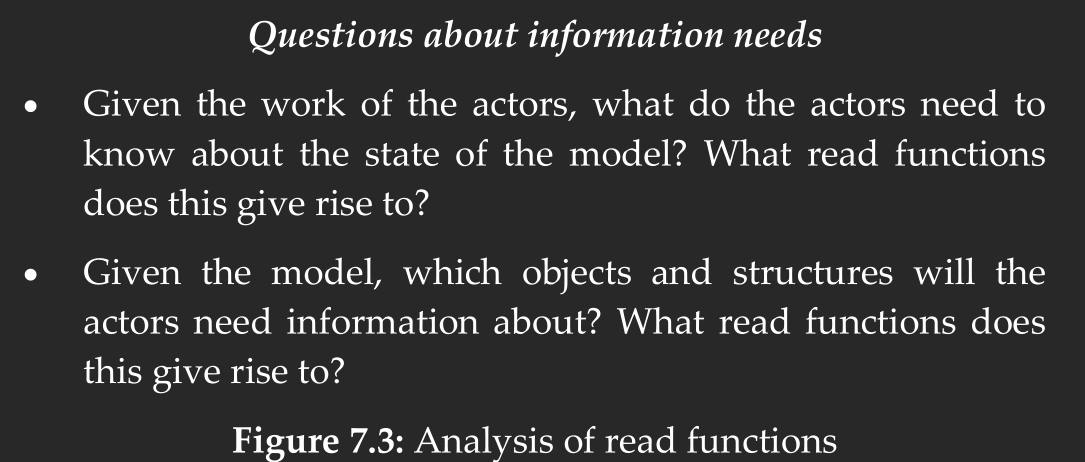 Questions about information needs
• Given the work of the actors, what do the actors need to
know about the state of the model? What read functions
does this give rise to?
• Given the model, which objects and structures will the
actors need information about? What read functions does
this give rise to?
Figure 7.3: Analysis of read functions